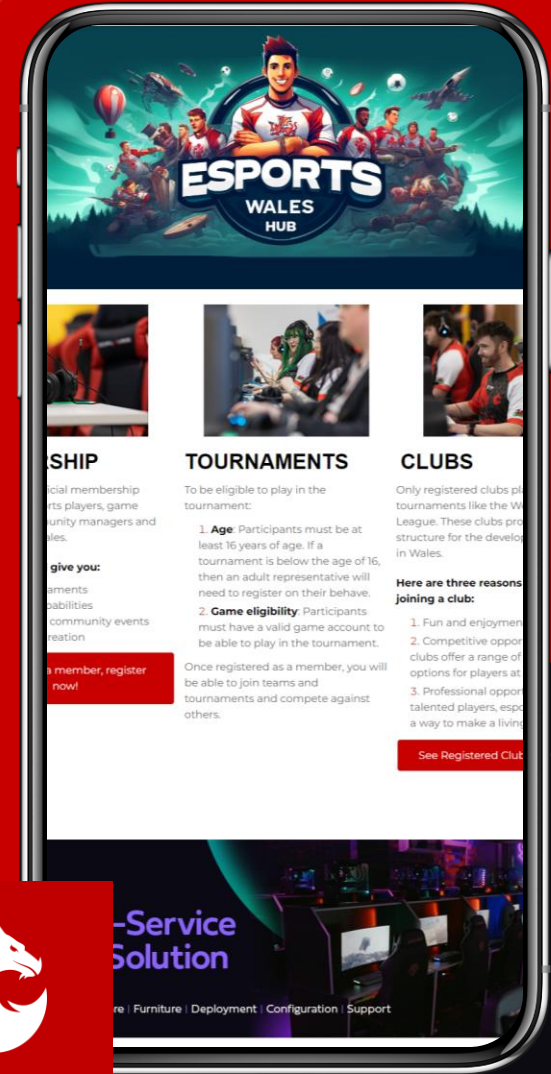 ESPORTS
WALES
HUB
SHIP
icial membership
rts players, game
unity managers and
ales.
give you:
aments
pabilities
community events
reation
a member, register
now!
TOURNAMENTS
To be eligible to play in the
tournament:
1. Age: Participants must be at
least 16 years of age. If a
tournament is below the age of 16,
then an adult representative will
need to register on their behave.
2. Game eligibility: Participants
must have a valid game account to
be able to play in the tournament.
Once registered as a member, you will
be able to join teams and
tournaments and compete against
others.
CLUBS
Only registered clubs pl
tournaments like the W
League. These clubs pro
structure for the develop
in Wales.
Here are three reasons
joining a club:
1. Fun and enjoymen
2. Competitive oppor
clubs offer a range of
options for players at
3. Professional opport
talented players, espo
a way to make a living
See Registered Club
-Service
Solution
re | Furniture | Deployment | Configuration | Support